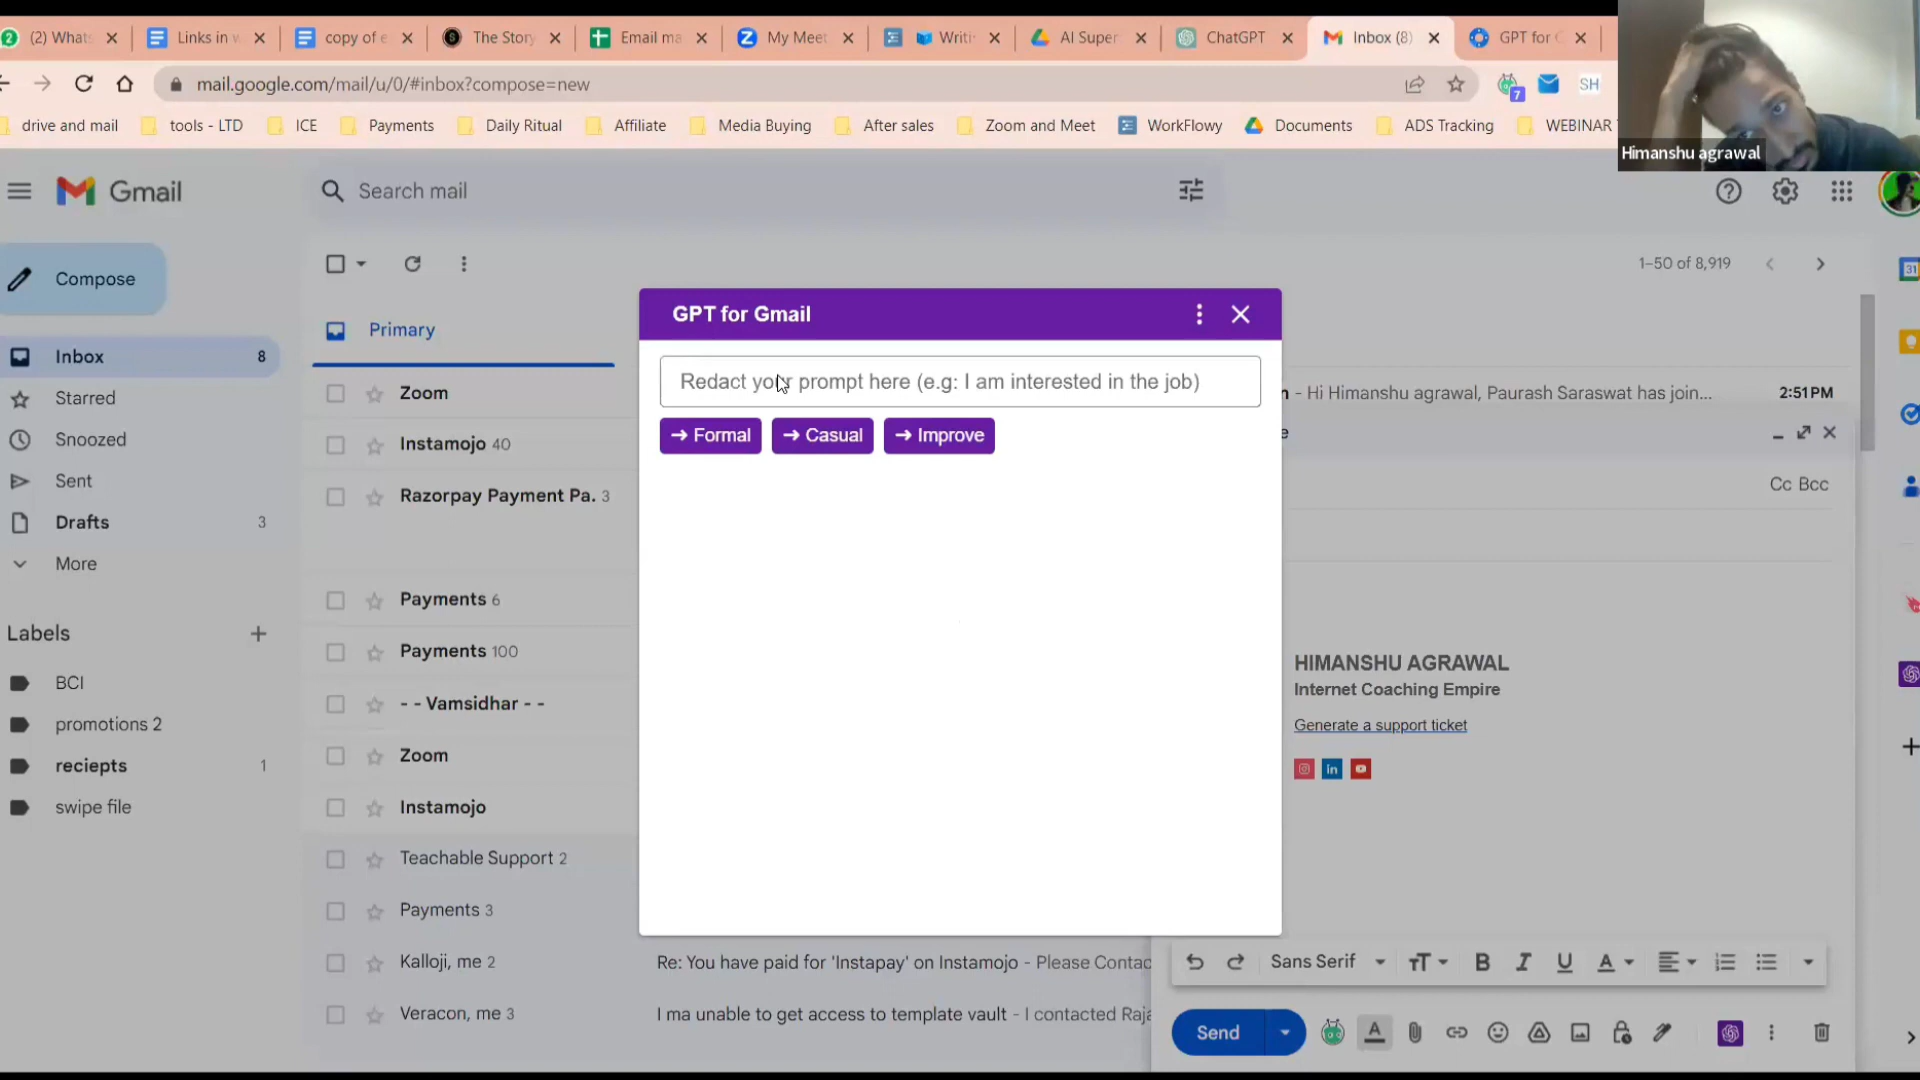 (2) Whats
Links in w
copy of e
The Story
Email ma
My Meet
Writi
AI Super
ChatGPT
Inbox (8)
GPT for G
mail.google.com/mail/u/0/#inbox?compose=new
7
SH
drive and mail
tools - LTD
ICE
Payments
Daily Ritual
Affiliate
Media Buying
After sales
Zoom and Meet
WorkFlowy
Documents
ADS Tracking
WEBINAR
Himanshu agrawal
Gmail
Search mail
Compose
1–50 of 8,919
Primary
Inbox 8
Starred
Snoozed
Sent
Drafts 3
More
Labels
BCI
promotions 2
reciepts 1
swipe file
Zoom
- Hi Himanshu agrawal, Paurash Saraswat has join... 2:51 PM
Instamojo 40
Razorpay Payment Pa. 3
Payments 6
Payments 100
- - Vamsidhar - -
Zoom
Instamojo
Teachable Support 2
Payments 3
Kalloji, me 2 Re: You have paid for 'Instapay' on Instamojo - Please Contac
Veracon, me 3 I ma unable to get access to template vault - I contacted Raja
GPT for Gmail
Redact your prompt here (e.g: I am interested in the job)
→ Formal → Casual → Improve
Cc Bcc
HIMANSHU AGRAWAL
Internet Coaching Empire
Generate a support ticket
in
Sans Serif
Send
31